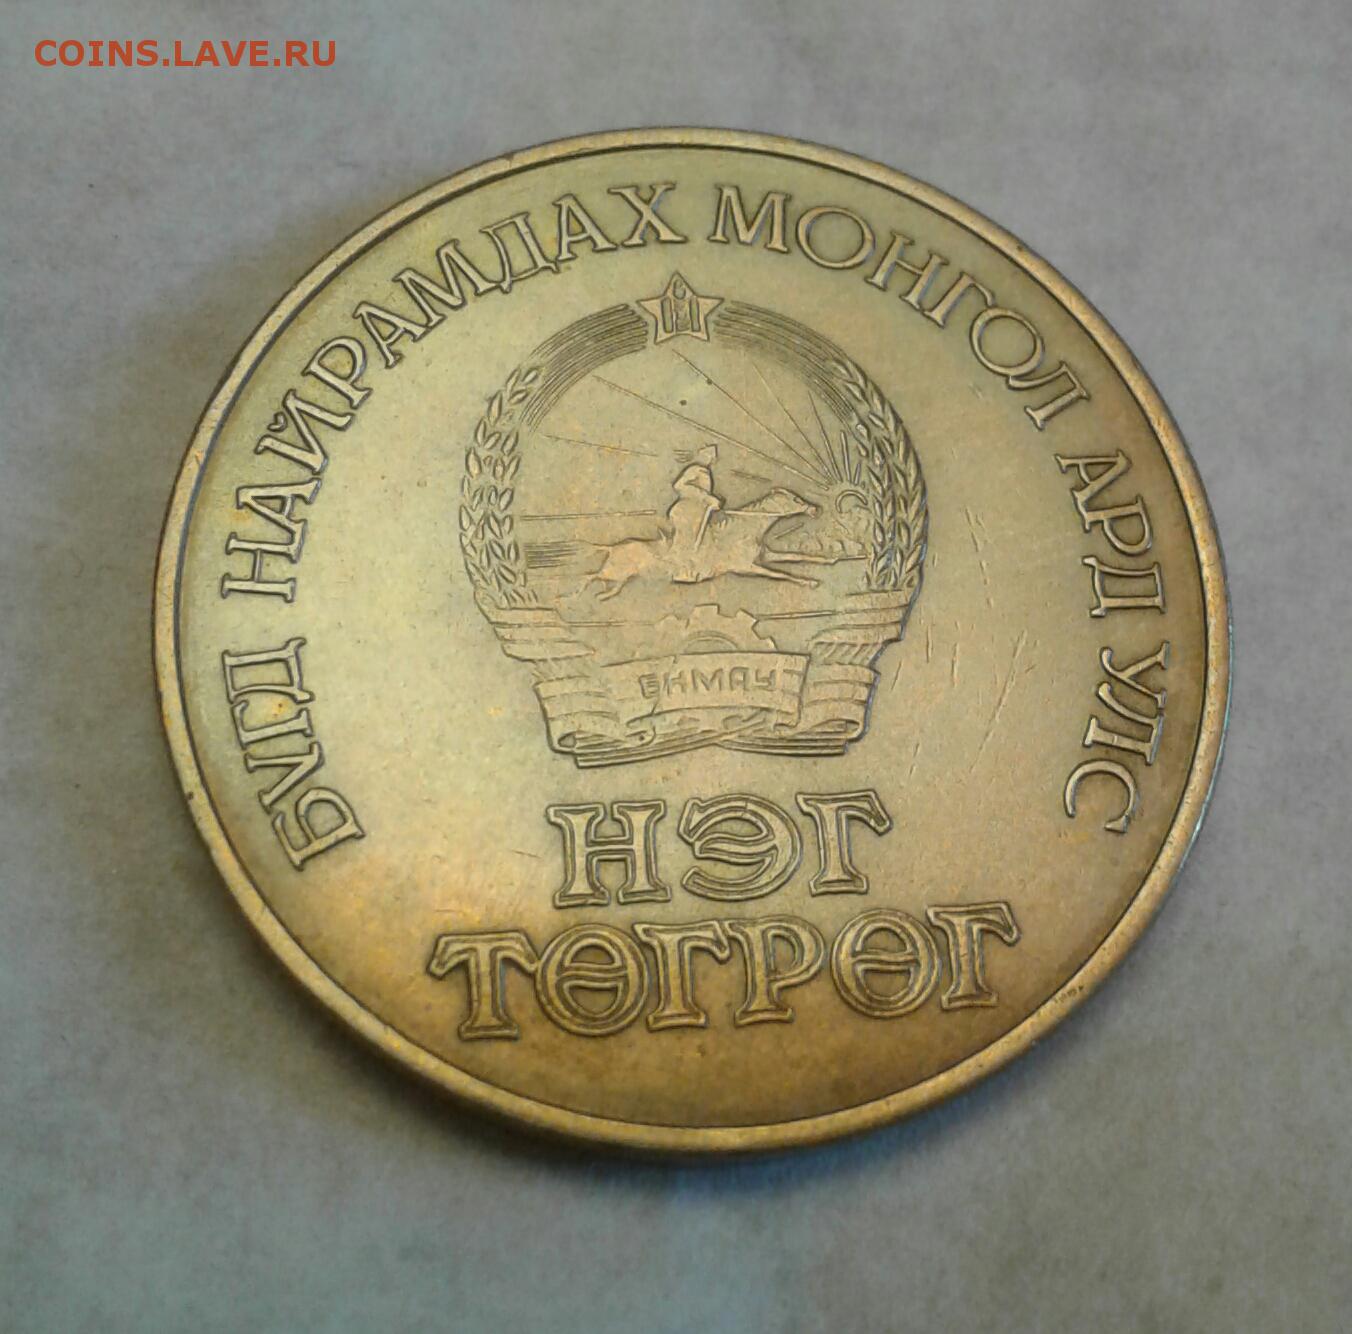 COINS.LAVE.RU
БҮГД НАЙРАМДАХ МОНГОЛ АРД УЛС
БНМАУ
НЭГ
ТӨГРӨГ